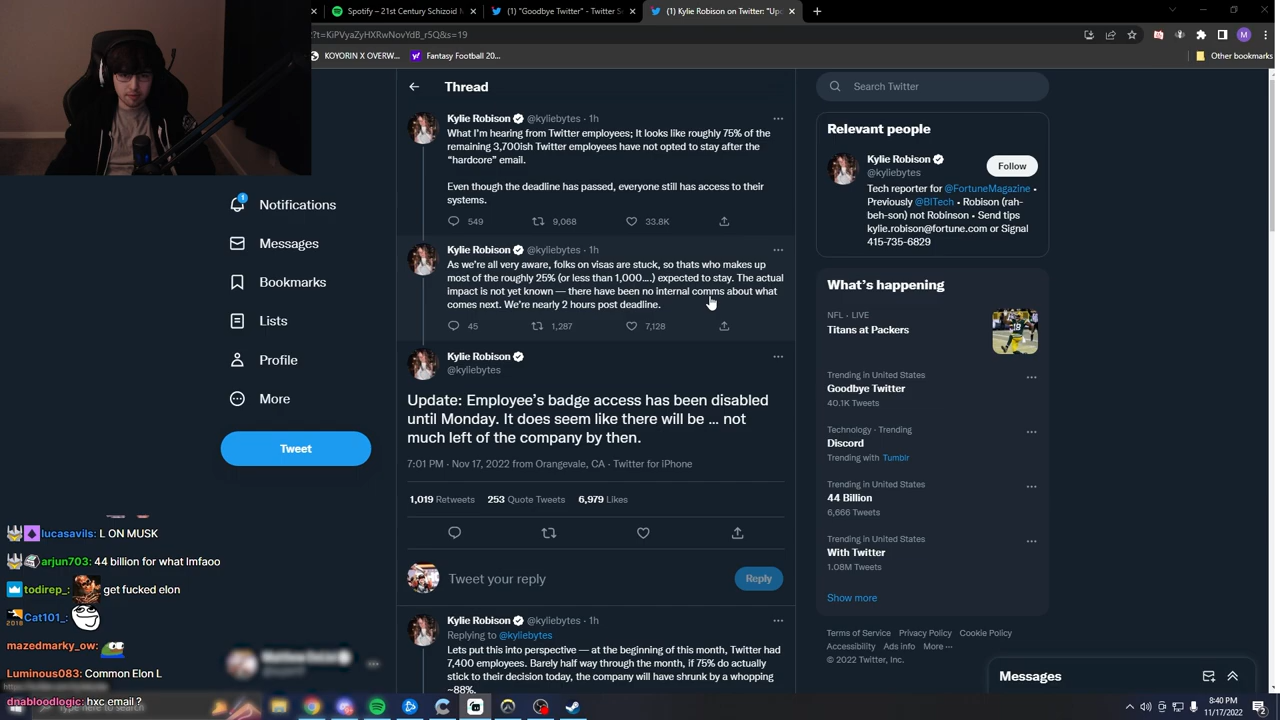 Spotify – 21st Century Schizoid
(1) "Goodbye Twitter" - Twitter Se
(1) Kylie Robison on Twitter: "Upd
?t=KiPVyaZyHXRwNovYdB_r5Q&s=19
KOYORIN X OVERW...
Fantasy Football 20...
Other bookmarks
Notifications
Messages
Bookmarks
Lists
Profile
More
Tweet
Thread
Kylie Robison @kyliebytes · 1h
What I'm hearing from Twitter employees; It looks like roughly 75% of the
remaining 3,700ish Twitter employees have not opted to stay after the
“hardcore” email.
Even though the deadline has passed, everyone still has access to their
systems.
549 9,068 33.8K
Kylie Robison @kyliebytes · 1h
As we're all very aware, folks on visas are stuck, so thats who makes up
most of the roughly 25% (or less than 1,000....) expected to stay. The actual
impact is not yet known — there have been no internal comms about what
comes next. We're nearly 2 hours post deadline.
45 1,287 7,128
Kylie Robison
@kyliebytes
Update: Employee's badge access has been disabled
until Monday. It does seem like there will be ... not
much left of the company by then.
7:01 PM · Nov 17, 2022 from Orangevale, CA · Twitter for iPhone
1,019 Retweets 253 Quote Tweets 6,979 Likes
Tweet your reply
Reply
Kylie Robison @kyliebytes · 1h
Replying to @kyliebytes
Lets put this into perspective — at the beginning of this month, Twitter had
7,400 employees. Barely half way through the month, if 75% do actually
stick to their decision today, the company will have shrunk by a whopping
~88%.
Search Twitter
Relevant people
Kylie Robison
@kyliebytes
Follow
Tech reporter for @FortuneMagazine •
Previously @BITech • Robison (rah-
beh-son) not Robinson • Send tips
kylie.robison@fortune.com or Signal
415-735-6829
What's happening
NFL · LIVE
Titans at Packers
Trending in United States
Goodbye Twitter
40.1K Tweets
Technology · Trending
Discord
Trending with Tumblr
Trending in United States
44 Billion
6,666 Tweets
Trending in United States
With Twitter
1.08M Tweets
Show more
Terms of Service Privacy Policy Cookie Policy
Accessibility Ads info More ···
© 2022 Twitter, Inc.
Messages
lucasavils: L ON MUSK
arjun703: 44 billion for what lmfaoo
todirep_: get fucked elon
2018 Cat101_:
mazedmarky_ow:
Luminous083: Common Elon L
dnabloodlogic: hxc email ?
type here to search
8:40 PM
11/17/2022